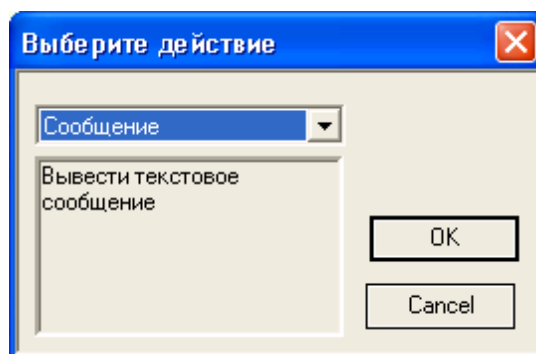 Выберите действие
Сообщение
Вывести текстовое
сообщение
OK
Cancel